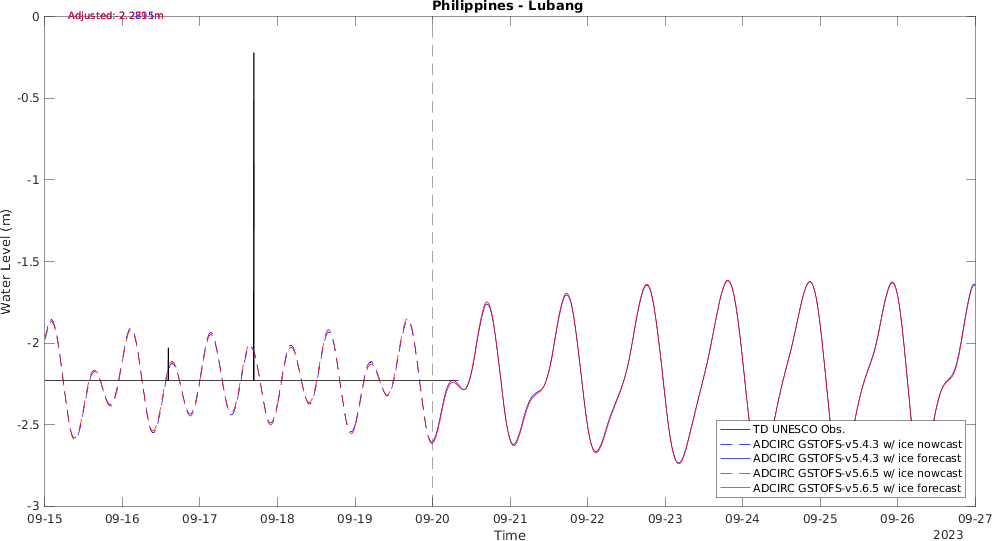 Philippines - Lubang
Adjusted:
0
-0.5
-1
-1.5
-2
-2.5
-3
Water Level (m)
TD UNESCO Obs.
ADCIRC GSTOFS-v5.4.3 w/ ice nowcast
ADCIRC GSTOFS-v5.4.3 w/ ice forecast
ADCIRC GSTOFS-v5.6.5 w/ ice nowcast
ADCIRC GSTOFS-v5.6.5 w/ ice forecast
09-15 09-16 09-17 09-18 09-19 09-20 09-21 09-22 09-23 09-24 09-25 09-26 09-27
Time
2023